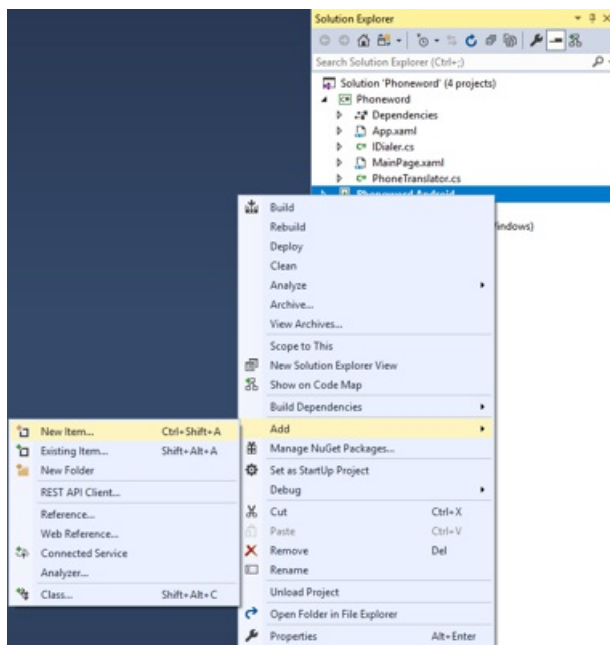 Solution Explorer
Search Solution Explorer (Ctrl+;)
Solution 'Phoneword' (4 projects)
Phoneword
Dependencies
App.xaml
IDialer.cs
MainPage.xaml
PhoneTranslator.cs
Phoneword.Android
Windows)
Build
Rebuild
Deploy
Clean
Analyze
Archive...
View Archives...
Scope to This
New Solution Explorer View
Show on Code Map
Build Dependencies
Add
Manage NuGet Packages...
Set as StartUp Project
Debug
Cut Ctrl+X
Paste Ctrl+V
Remove Del
Rename
Unload Project
Open Folder in File Explorer
Properties Alt+Enter
New Item... Ctrl+Shift+A
Existing Item... Shift+Alt+A
New Folder
REST API Client...
Reference...
Web Reference...
Connected Service
Analyzer...
Class... Shift+Alt+C